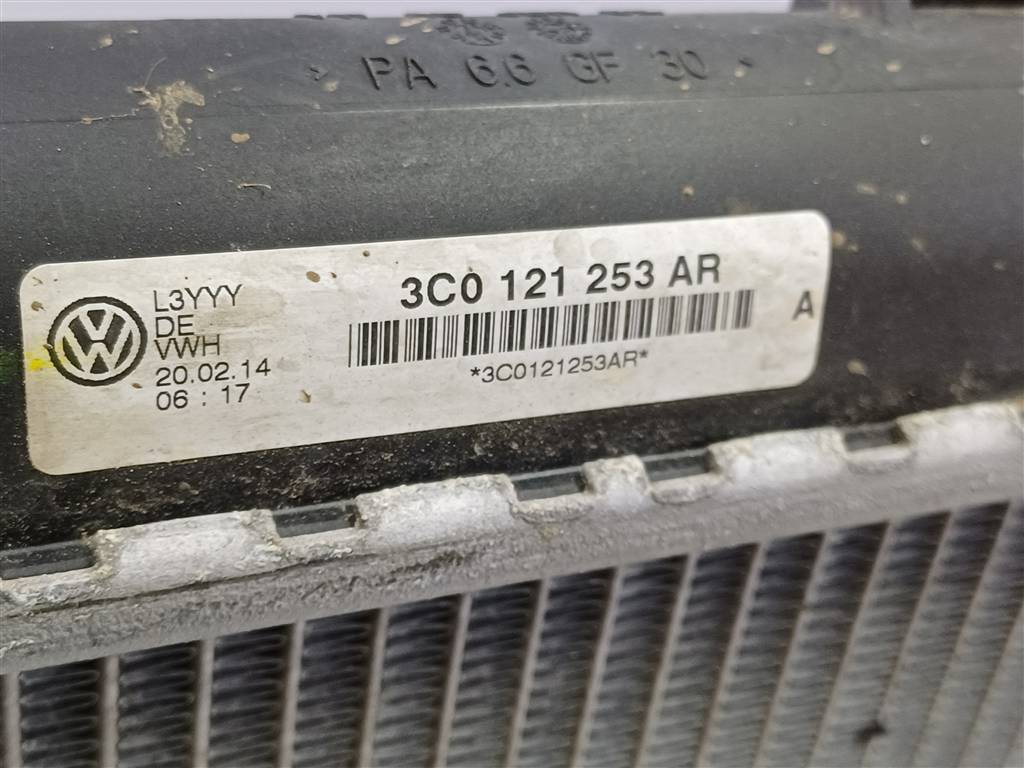 > PA 6.6 GF 30 <
3C0 121 253 AR
L3YYY
DE
VWH
20.02.14
06 : 17
*3C0121253AR*
A